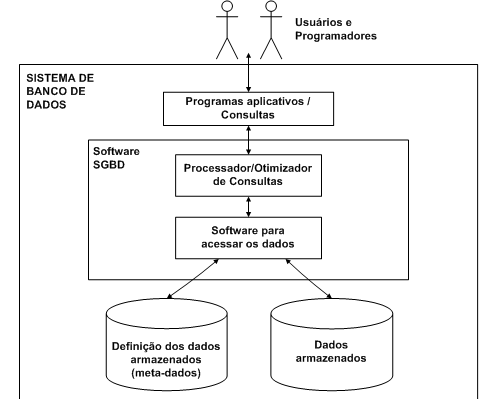 Usuários e
Programadores
SISTEMA DE
BANCO DE
DADOS
Programas aplicativos /
Consultas
Software
SGBD
Processador/Otimizador
de Consultas
Software para
acessar os dados
Definição dos dados
armazenados
(meta-dados)
Dados
armazenados